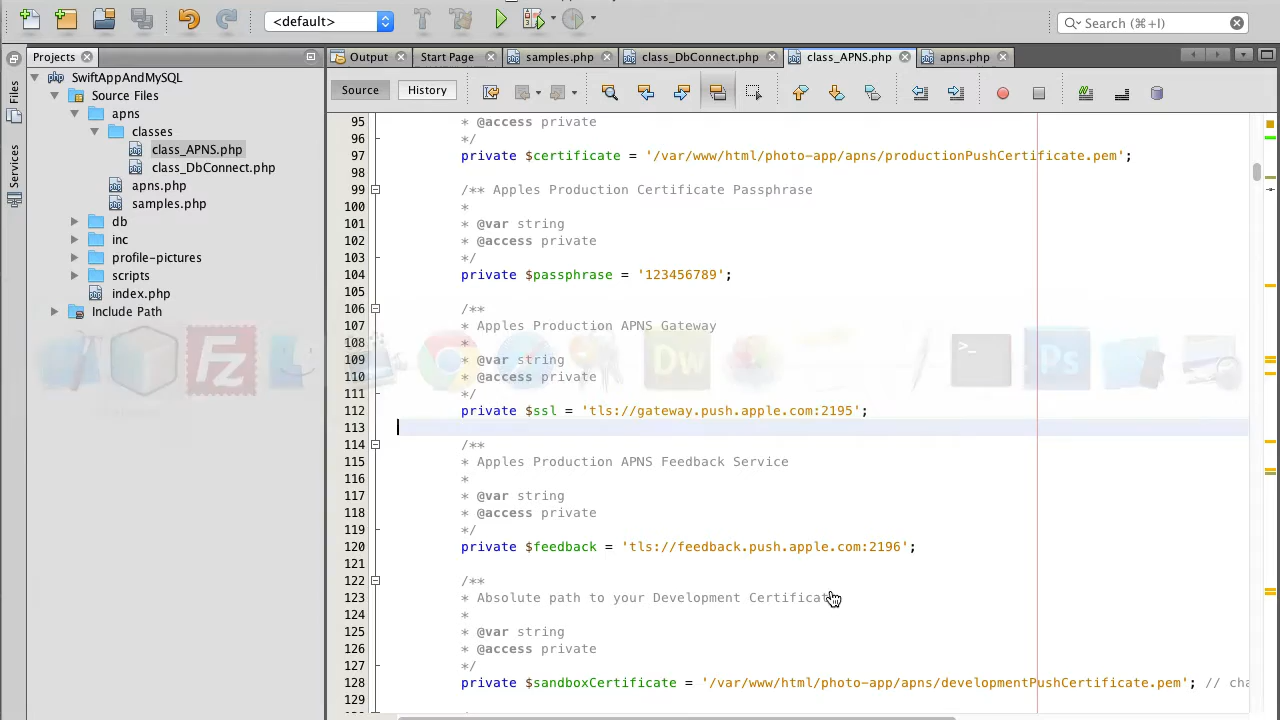 <default>
Search (⌘+I)
Projects
Output
Start Page
samples.php
class_DbConnect.php
class_APNS.php
apns.php
Files
Services
SwiftAppAndMySQL
Source Files
apns
classes
class_APNS.php
class_DbConnect.php
apns.php
samples.php
db
inc
profile-pictures
scripts
index.php
Include Path
Source
History
95 * @access private
96 */
97 private $certificate = '/var/www/html/photo-app/apns/productionPushCertificate.pem';
98
99 /** Apples Production Certificate Passphrase
100 *
101 * @var string
102 * @access private
103 */
104 private $passphrase = '123456789';
105
106 /**
107 * Apples Production APNS Gateway
108 *
109 * @var string
110 * @access private
111 */
112 private $ssl = 'tls://gateway.push.apple.com:2195';
113
114 /**
115 * Apples Production APNS Feedback Service
116 *
117 * @var string
118 * @access private
119 */
120 private $feedback = 'tls://feedback.push.apple.com:2196';
121
122 /**
123 * Absolute path to your Development Certificate
124 *
125 * @var string
126 * @access private
127 */
128 private $sandboxCertificate = '/var/www/html/photo-app/apns/developmentPushCertificate.pem'; // cha
129
Fz
Dw
>_
Ps